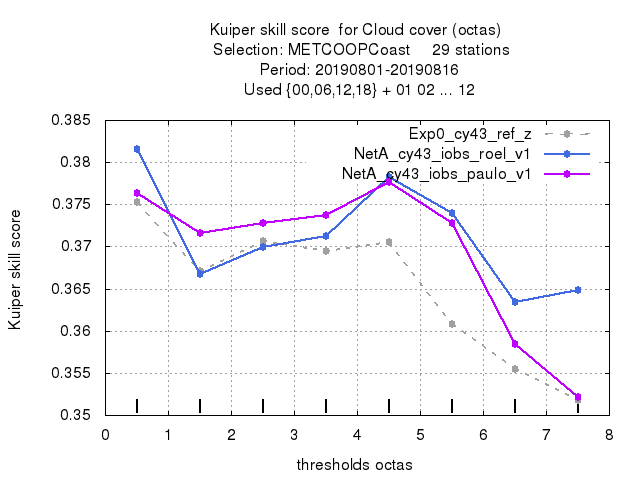 Kuiper skill score  for Cloud cover (octas)
Selection: METCOOPCoast     29 stations
Period: 20190801-20190816
Used {00,06,12,18} + 01 02 ... 12
Exp0_cy43_ref_z
NetA_cy43_iobs_roel_v1
NetA_cy43_iobs_paulo_v1
0.385
0.38
0.375
0.37
0.365
0.36
0.355
0.35
Kuiper skill score
0 1 2 3 4 5 6 7 8
thresholds octas